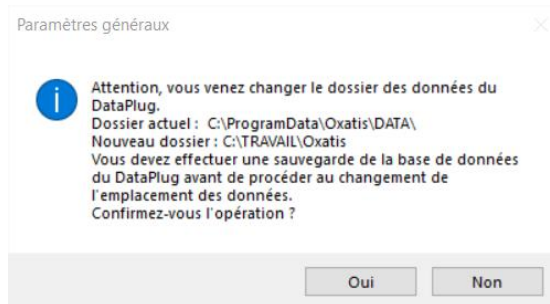 Paramètres généraux
Attention, vous venez changer le dossier des données du
DataPlug.
Dossier actuel : C:\ProgramData\Oxatis\DATA\
Nouveau dossier : C:\TRAVAIL\Oxatis
Vous devez effectuer une sauvegarde de la base de données
du DataPlug avant de procéder au changement de
l'emplacement des données.
Confirmez-vous l'opération ?
Oui
Non